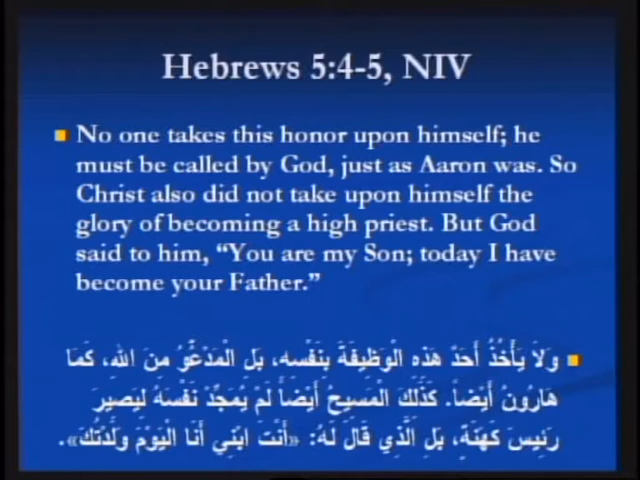 Hebrews 5:4-5, NIV
No one takes this honor upon himself; he
must be called by God, just as Aaron was. So
Christ also did not take upon himself the
glory of becoming a high priest. But God
said to him, “You are my Son; today I have
become your Father.”
وَلاَ يَأْخُذُ أَحَدٌ هَذِهِ الْوَظِيفَةَ بِنَفْسِهِ، بَلِ الْمَدْعُوُّ مِنَ اللهِ، كَمَا
هَارُونُ أَيْضاً. كَذَلِكَ الْمَسِيحُ أَيْضاً لَمْ يُمَجِّدْ نَفْسَهُ لِيَصِيرَ
رَئِيسَ كَهَنَةٍ، بَلِ الَّذِي قَالَ لَهُ: «أَنْتَ ابْنِي أَنَا الْيَوْمَ وَلَدْتُكَ».